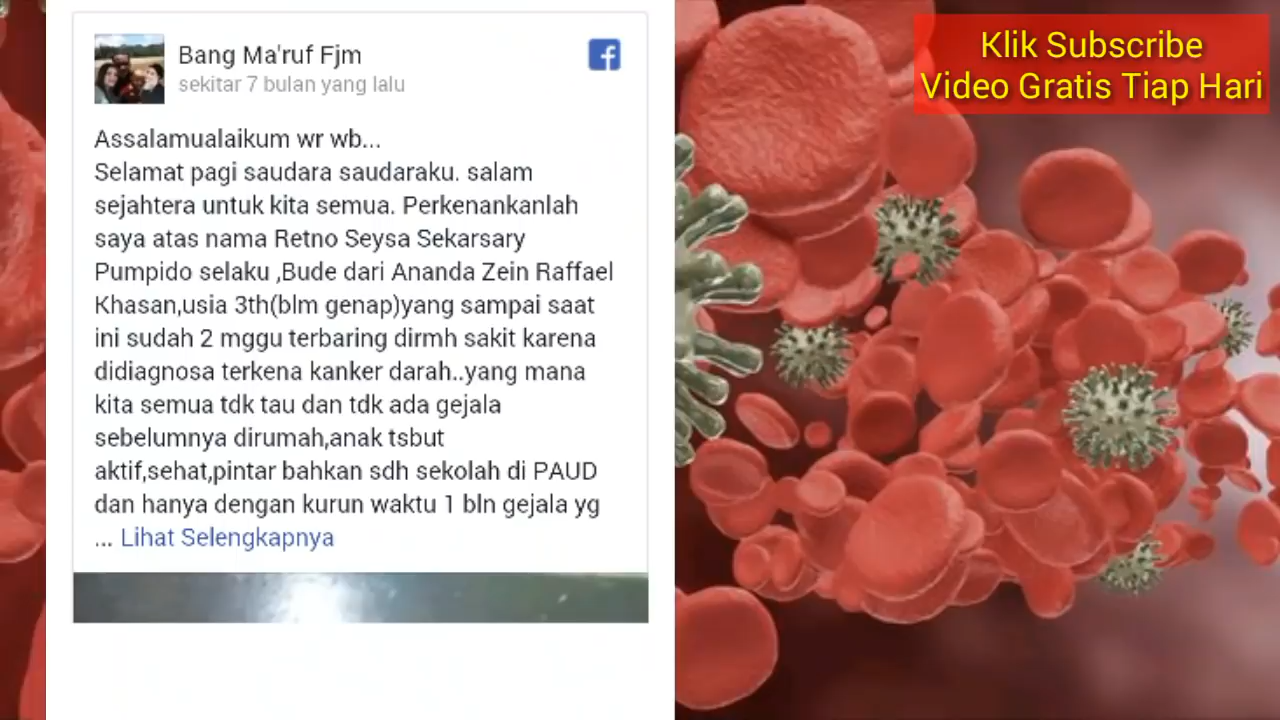 Bang Ma'ruf Fjm
sekitar 7 bulan yang lalu
Assalamualaikum wr wb...
Selamat pagi saudara saudaraku. salam
sejahtera untuk kita semua. Perkenankanlah
saya atas nama Retno Seysa Sekarsary
Pumpido selaku ,Bude dari Ananda Zein Raffael
Khasan,usia 3th(blm genap)yang sampai saat
ini sudah 2 mggu terbaring dirmh sakit karena
didiagnosa terkena kanker darah..yang mana
kita semua tdk tau dan tdk ada gejala
sebelumnya dirumah,anak tsbut
aktif,sehat,pintar bahkan sdh sekolah di PAUD
dan hanya dengan kurun waktu 1 bln gejala yg
... Lihat Selengkapnya
Klik Subscribe
Video Gratis Tiap Hari